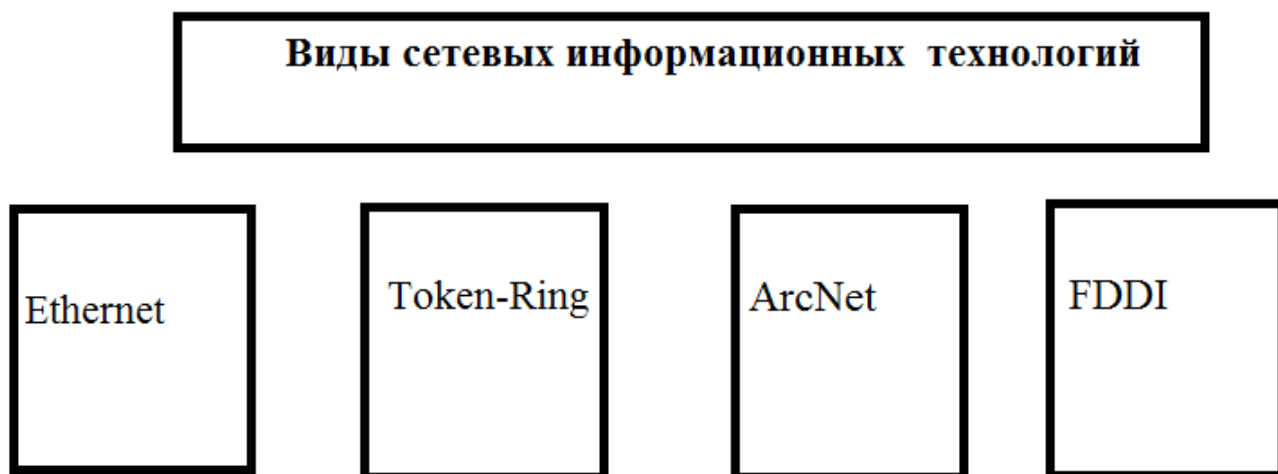 Виды сетевых информационных технологий
Ethernet
Token-Ring
ArcNet
FDDI